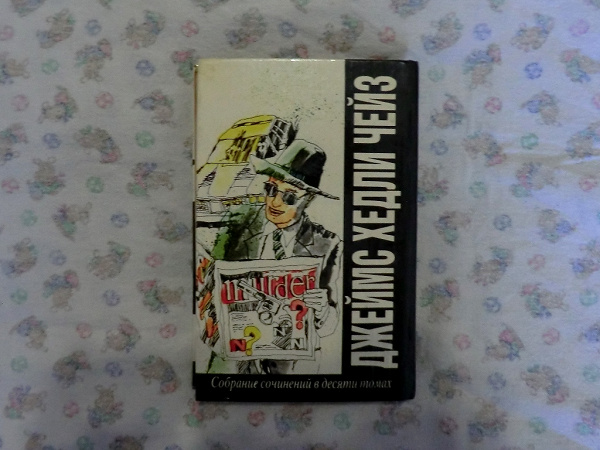 ДЖЕЙМС ХЕДЛИ ЧЕЙЗ
murder
?
N ?
N N
Собрание сочинений в десяти томах